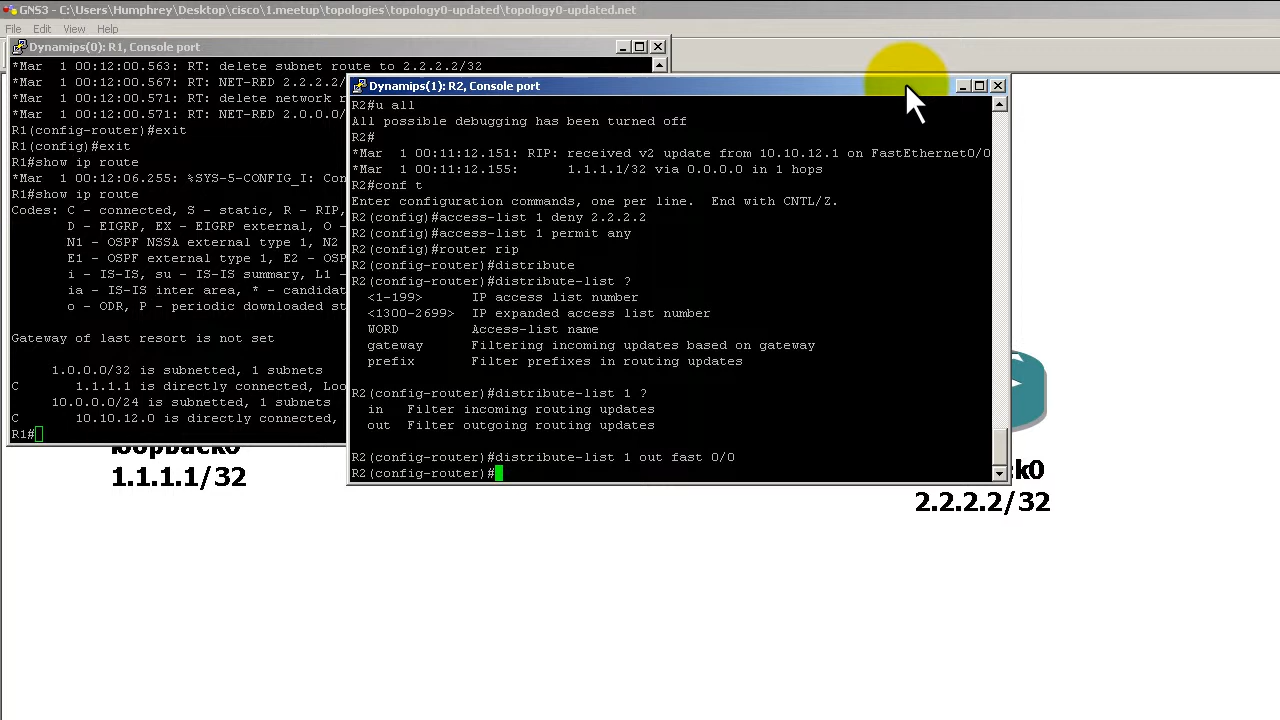 GNS3 - C:\Users\Humphrey\Desktop\cisco\1.meetup\topologies\topology0-updated\topology0-updated.net
File Edit View Help
Dynamips(0): R1, Console port
*Mar 1 00:12:00.563: RT: delete subnet route to 2.2.2.2/32
*Mar 1 00:12:00.567: RT: NET-RED 2.2.2.2/
*Mar 1 00:12:00.571: RT: delete network r
*Mar 1 00:12:00.571: RT: NET-RED 2.0.0.0/
R1(config-router)#exit
R1(config)#exit
R1#show ip route
*Mar 1 00:12:06.255: %SYS-5-CONFIG_I: Con
R1#show ip route
Codes: C - connected, S - static, R - RIP,
D - EIGRP, EX - EIGRP external, O -
N1 - OSPF NSSA external type 1, N2
E1 - OSPF external type 1, E2 - OSP
i - IS-IS, su - IS-IS summary, L1 -
ia - IS-IS inter area, * - candidat
o - ODR, P - periodic downloaded st
Gateway of last resort is not set
1.0.0.0/32 is subnetted, 1 subnets
C 1.1.1.1 is directly connected, Loo
10.0.0.0/24 is subnetted, 1 subnets
C 10.10.12.0 is directly connected,
R1#
Dynamips(1): R2, Console port
R2#u all
All possible debugging has been turned off
R2#
*Mar 1 00:11:12.151: RIP: received v2 update from 10.10.12.1 on FastEthernet0/0
*Mar 1 00:11:12.155: 1.1.1.1/32 via 0.0.0.0 in 1 hops
R2#conf t
Enter configuration commands, one per line. End with CNTL/Z.
R2(config)#access-list 1 deny 2.2.2.2
R2(config)#access-list 1 permit any
R2(config)#router rip
R2(config-router)#distribute
R2(config-router)#distribute-list ?
<1-199> IP access list number
<1300-2699> IP expanded access list number
WORD Access-list name
gateway Filtering incoming updates based on gateway
prefix Filter prefixes in routing updates
R2(config-router)#distribute-list 1 ?
in Filter incoming routing updates
out Filter outgoing routing updates
R2(config-router)#distribute-list 1 out fast 0/0
R2(config-router)#
loopback0
1.1.1.1/32
k0
2.2.2.2/32